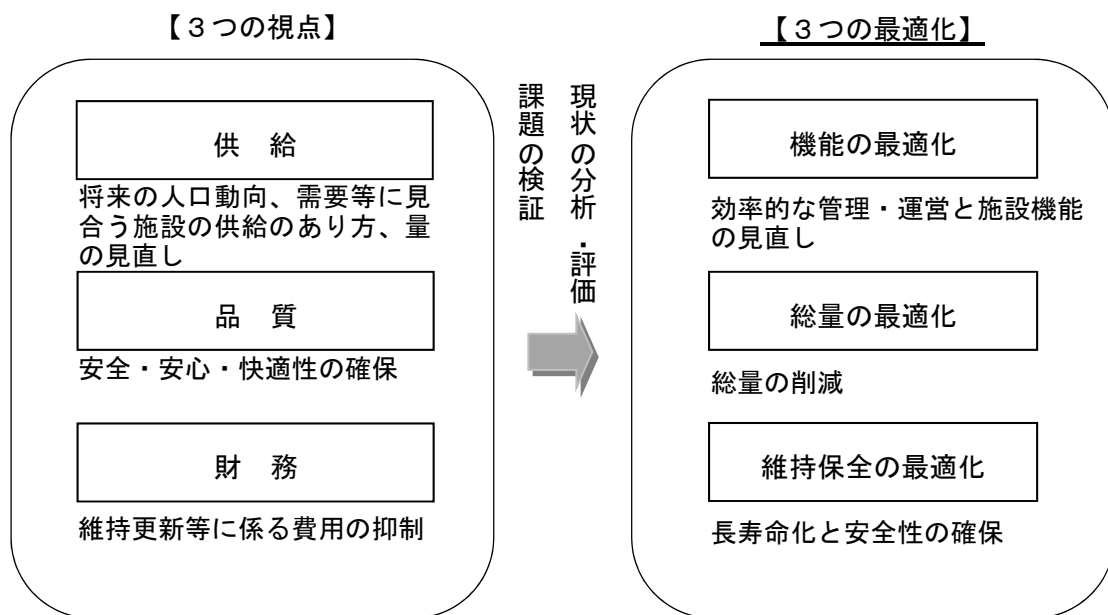 【３つの視点】
供　給
将来の人口動向、需要等に見
合う施設の供給のあり方、量
の見直し
品　質
安全・安心・快適性の確保
財　務
維持更新等に係る費用の抑制
現状の分析・評価
課題の検証
【３つの最適化】
機能の最適化
効率的な管理・運営と施設機能
の見直し
総量の最適化
総量の削減
維持保全の最適化
長寿命化と安全性の確保